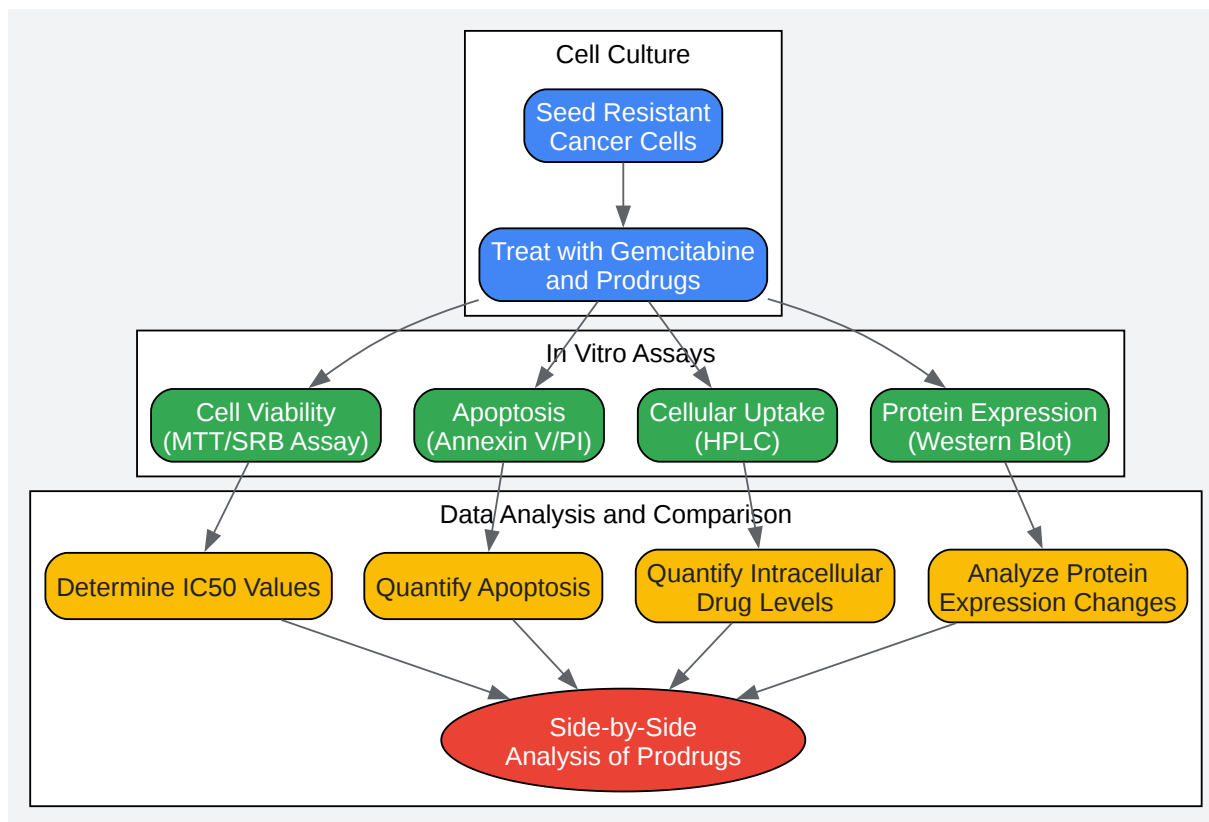 Cell Culture
Seed Resistant
Cancer Cells
Treat with Gemcitabine
and Prodrugs
In Vitro Assays
Cell Viability
(MTT/SRB Assay)
Apoptosis
(Annexin V/PI)
Cellular Uptake
(HPLC)
Protein Expression
(Western Blot)
Data Analysis and Comparison
Determine IC50 Values
Quantify Apoptosis
Quantify Intracellular
Drug Levels
Analyze Protein
Expression Changes
Side-by-Side
Analysis of Prodrugs